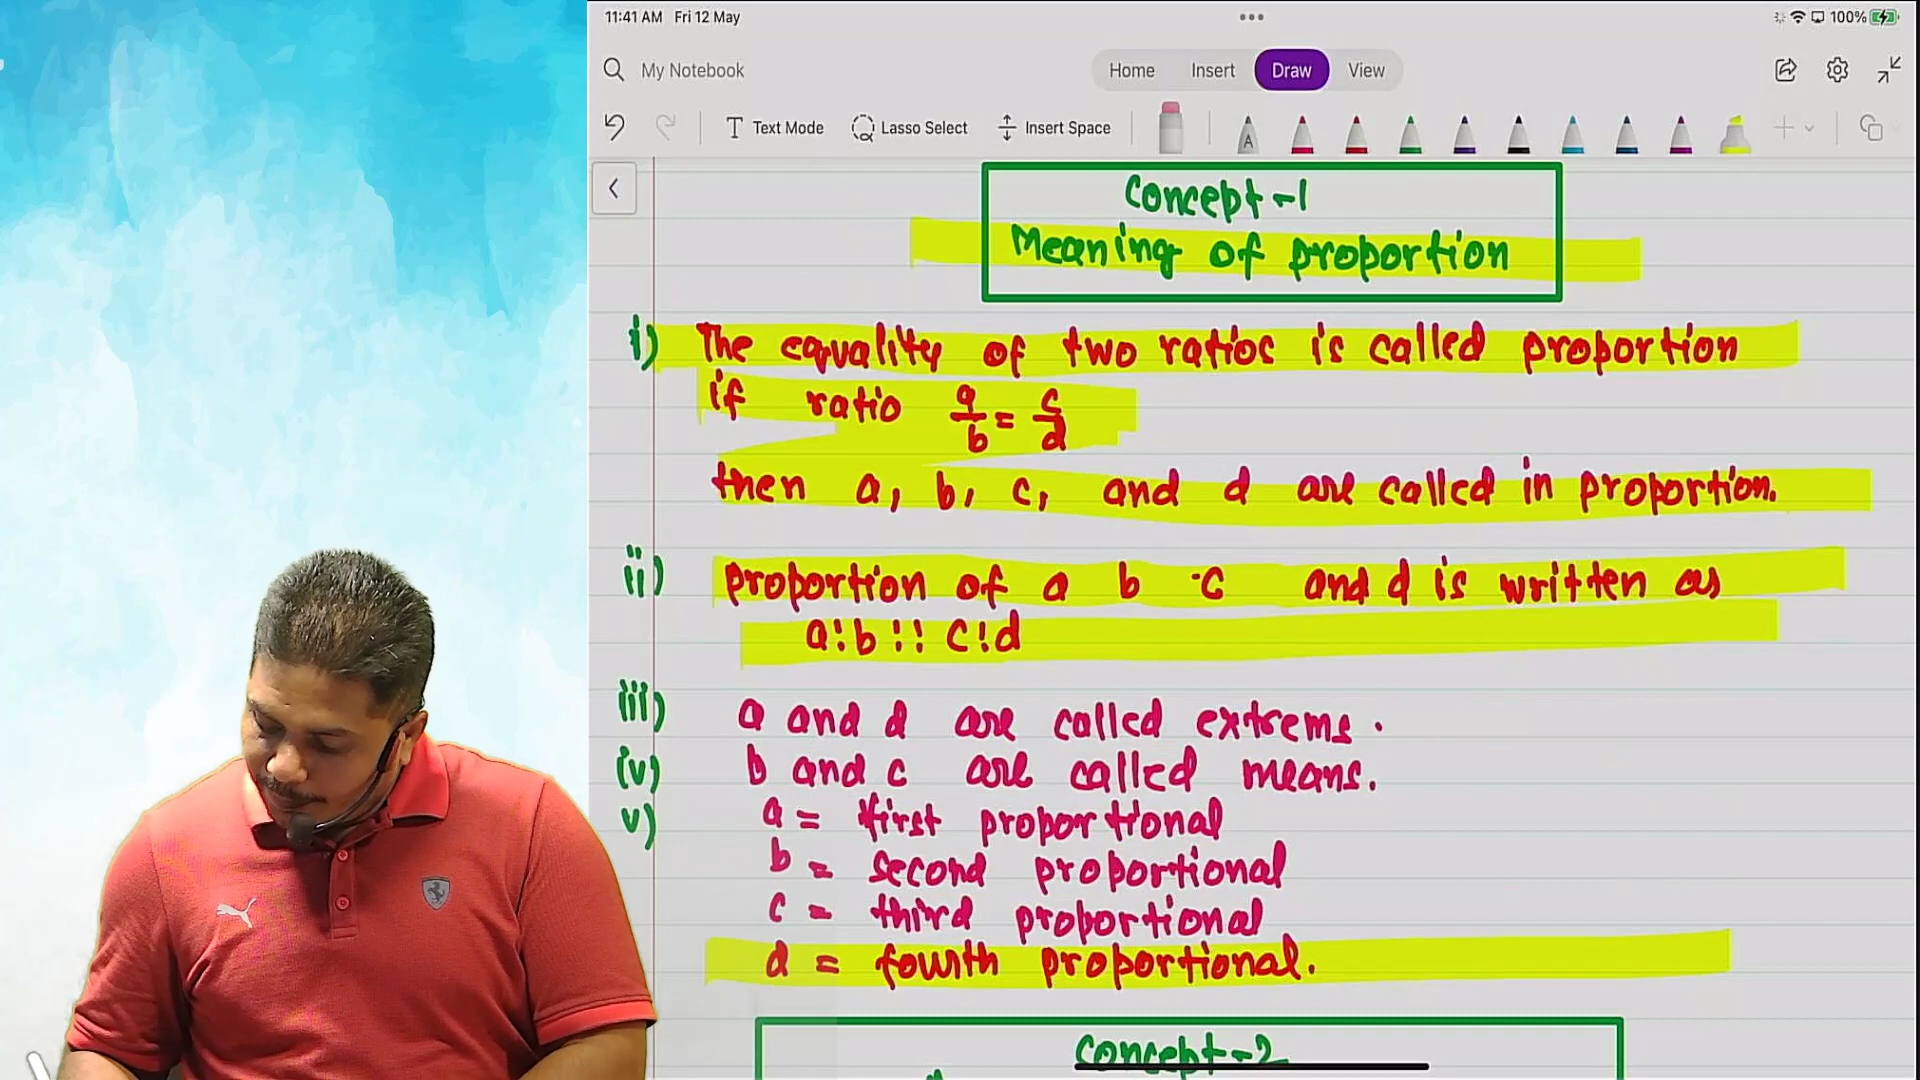 11:41 AM Fri 12 May
100%
My Notebook
Home Insert Draw View
Text Mode Lasso Select Insert Space
A
Concept-1
Meaning of proportion
i) The equality of two ratios is called proportion
if ratio a/b = c/d
then a, b, c, and d are called in proportion.
ii) proportion of a b c and d is written as
a:b :: c:d
iii) a and d are called extrems.
iv) b and c are called means.
v) a = first proportional
b = second proportional
c = third proportional
d = fourth proportional.
Concept-2